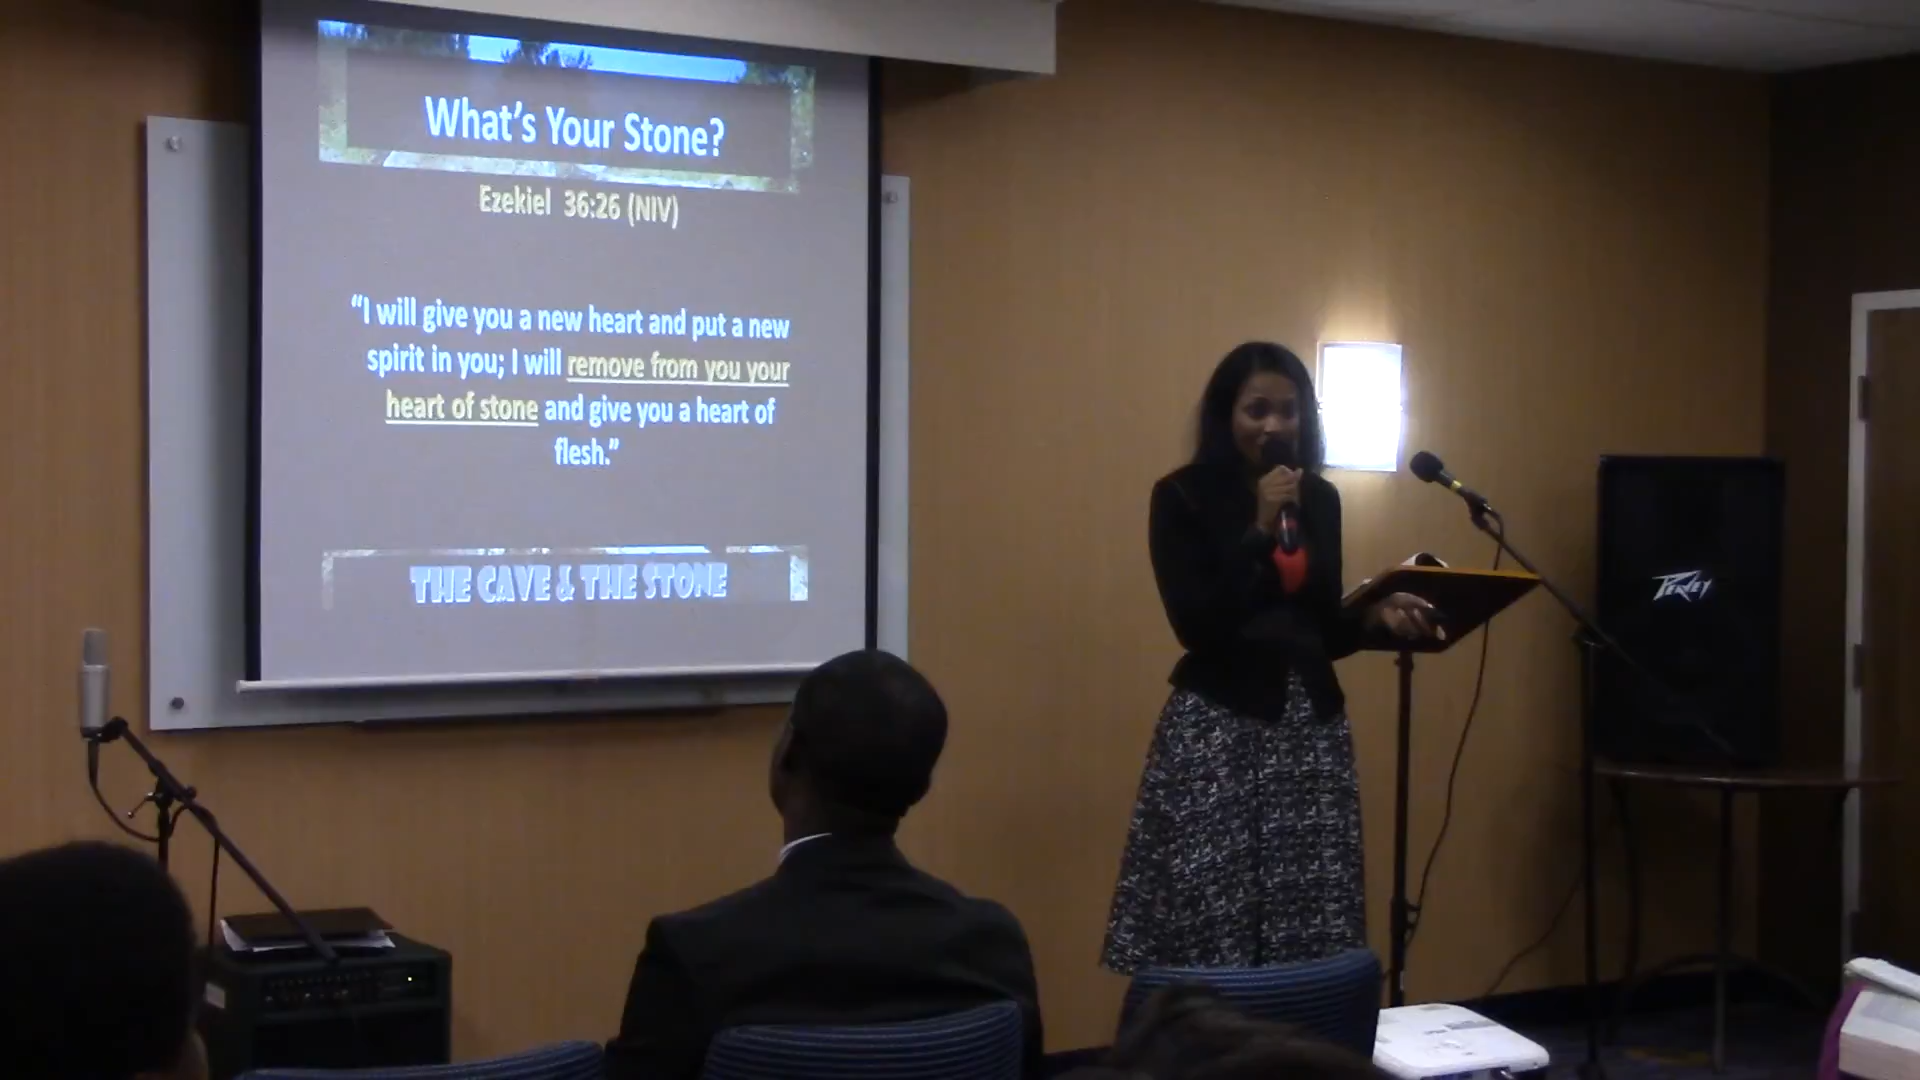 What's Your Stone?
Ezekiel 36:26 (NIV)
“I will give you a new heart and put a new
spirit in you; I will remove from you your
heart of stone and give you a heart of
flesh.”
THE CAVE & THE STONE
PEAVEY